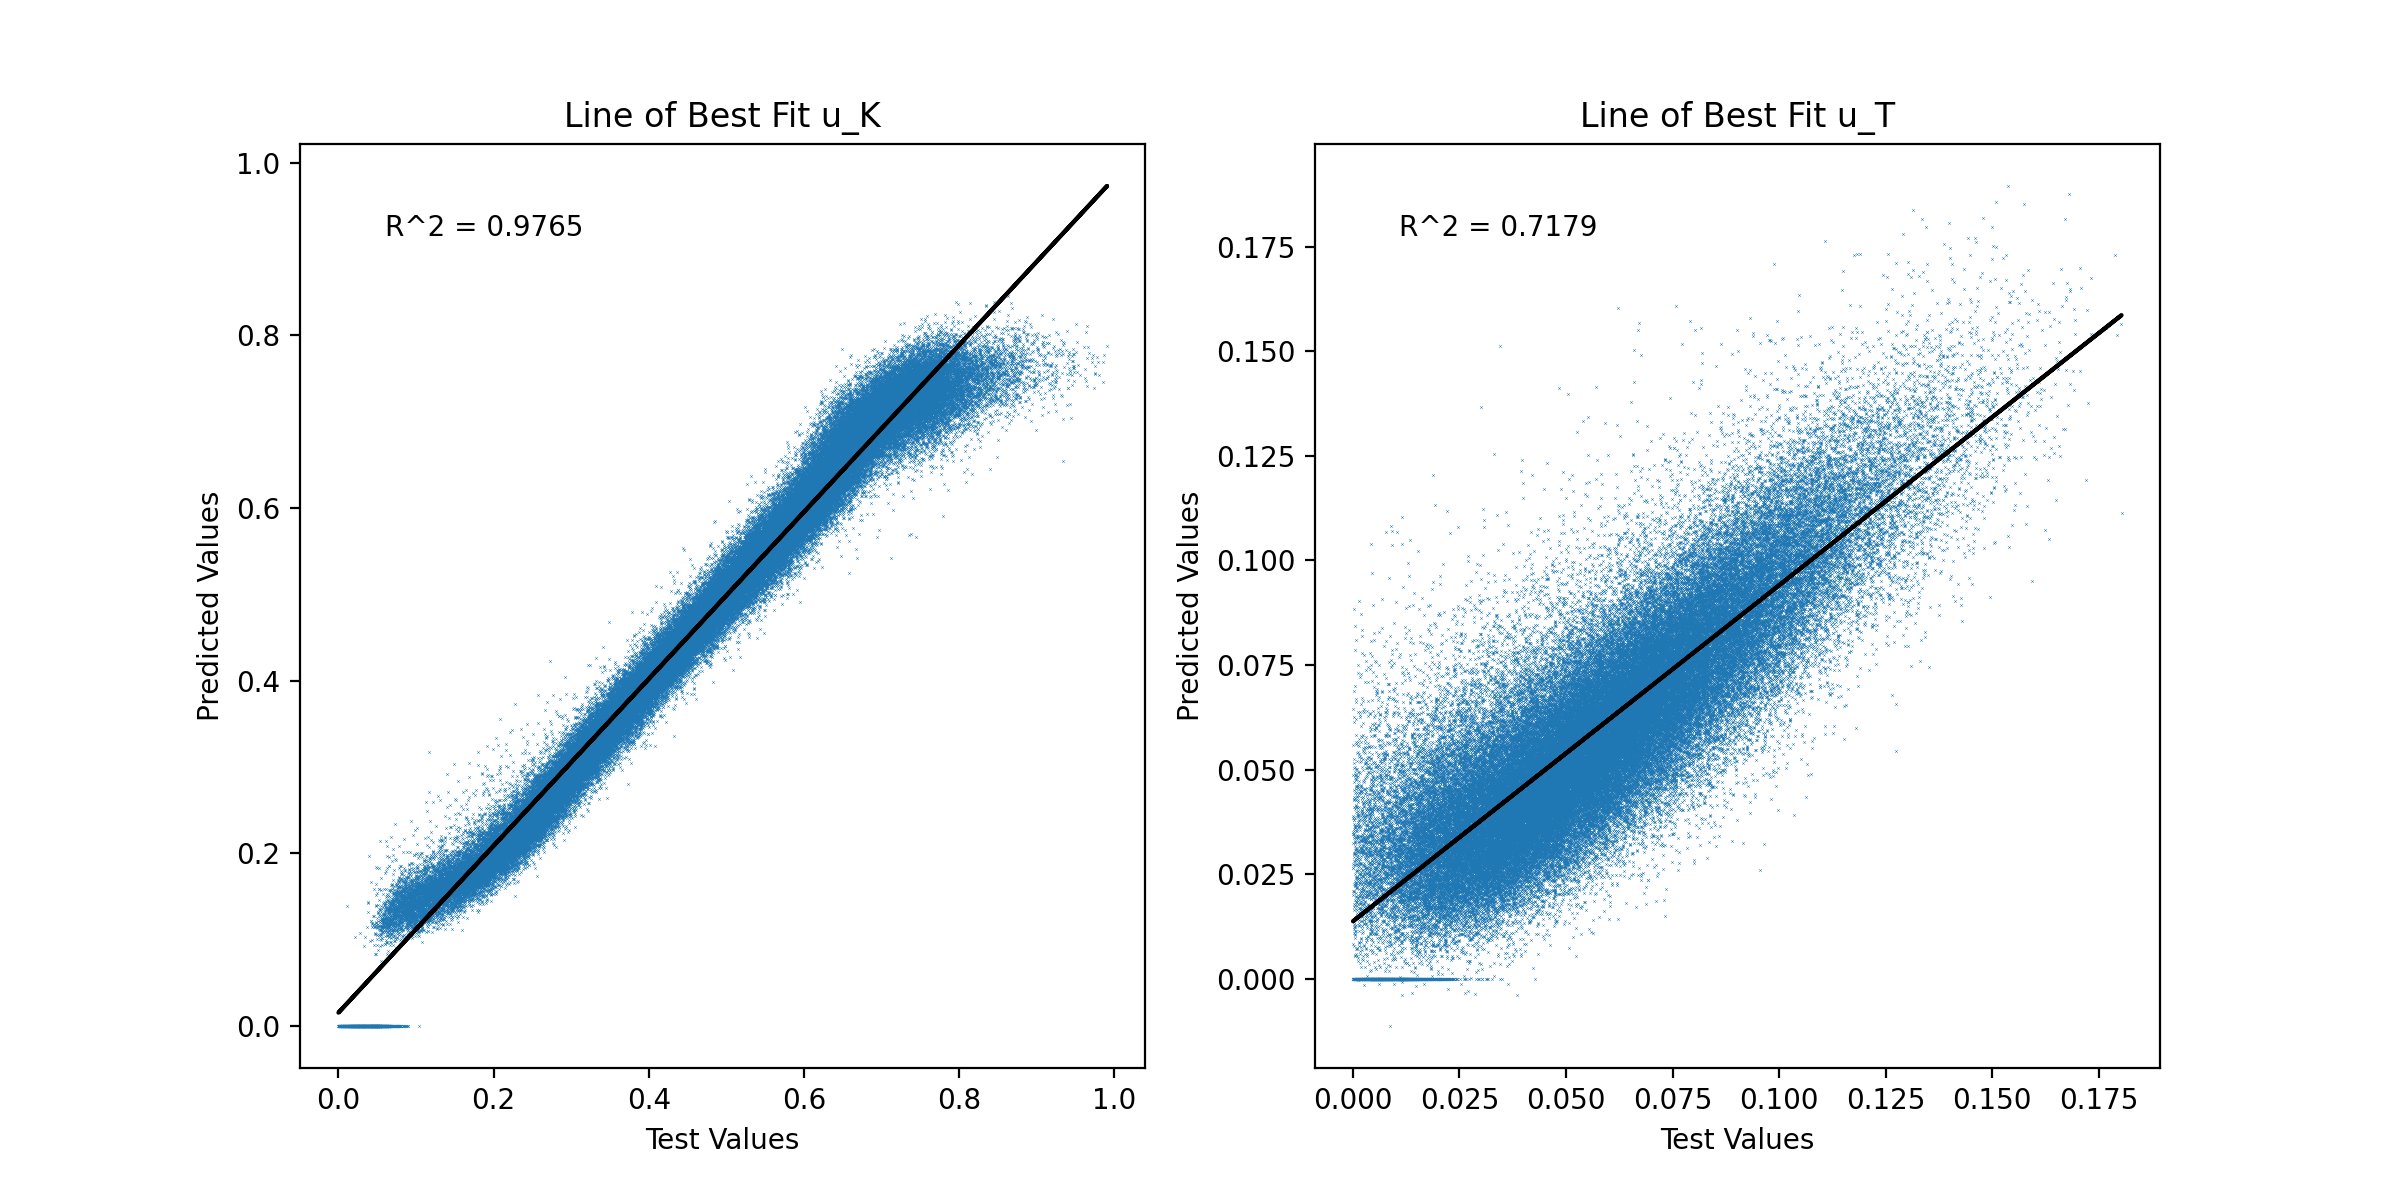 Line of Best Fit u_K
R^2 = 0.9765
1.0
0.8
0.6
0.4
0.2
0.0
Predicted Values
0.0 0.2 0.4 0.6 0.8 1.0
Test Values
Line of Best Fit u_T
R^2 = 0.7179
0.175
0.150
0.125
0.100
0.075
0.050
0.025
0.000
Predicted Values
0.000 0.025 0.050 0.075 0.100 0.125 0.150 0.175
Test Values